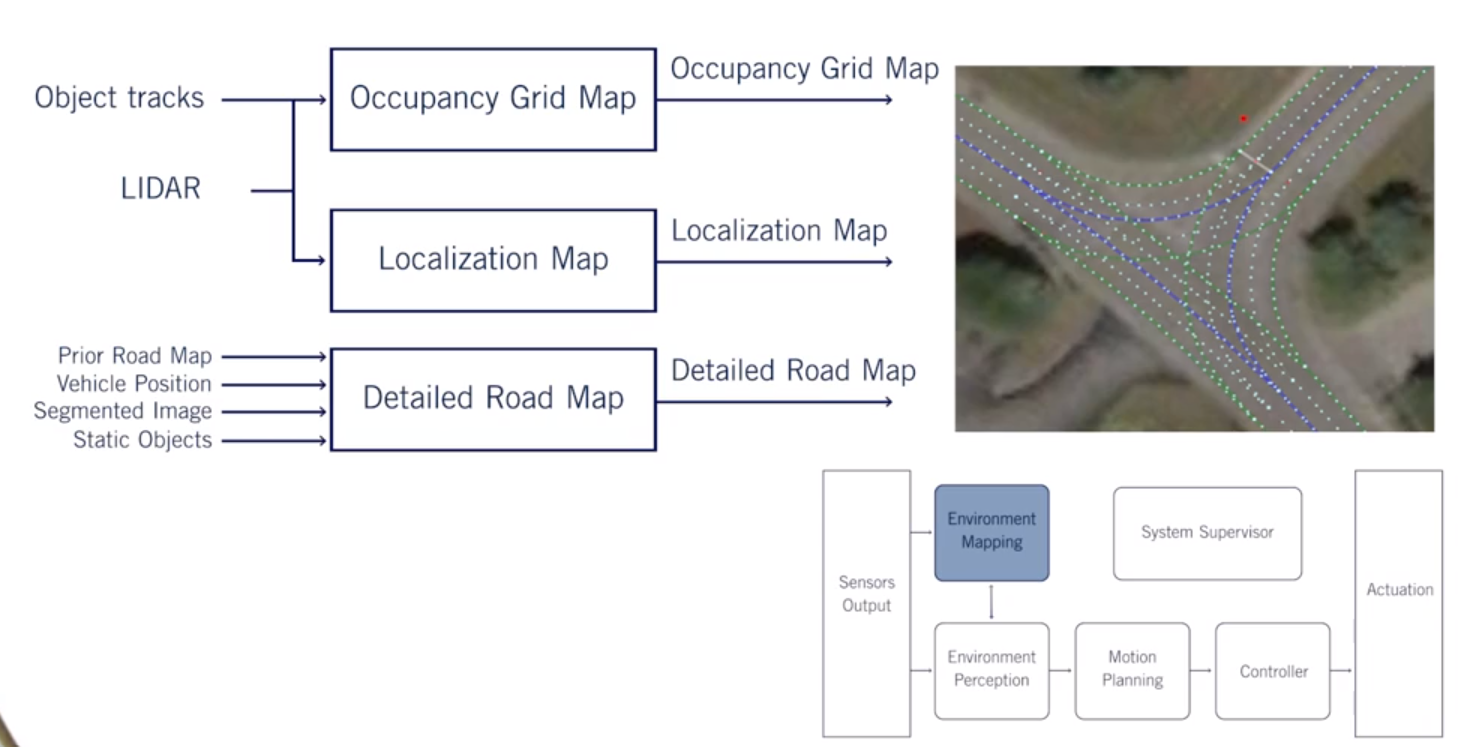 Object tracks
LIDAR
Occupancy Grid Map
Occupancy Grid Map
Localization Map
Localization Map
Prior Road Map
Vehicle Position
Segmented Image
Static Objects
Detailed Road Map
Detailed Road Map
Sensors
Output
Environment
Mapping
System Supervisor
Environment
Perception
Motion
Planning
Controller
Actuation